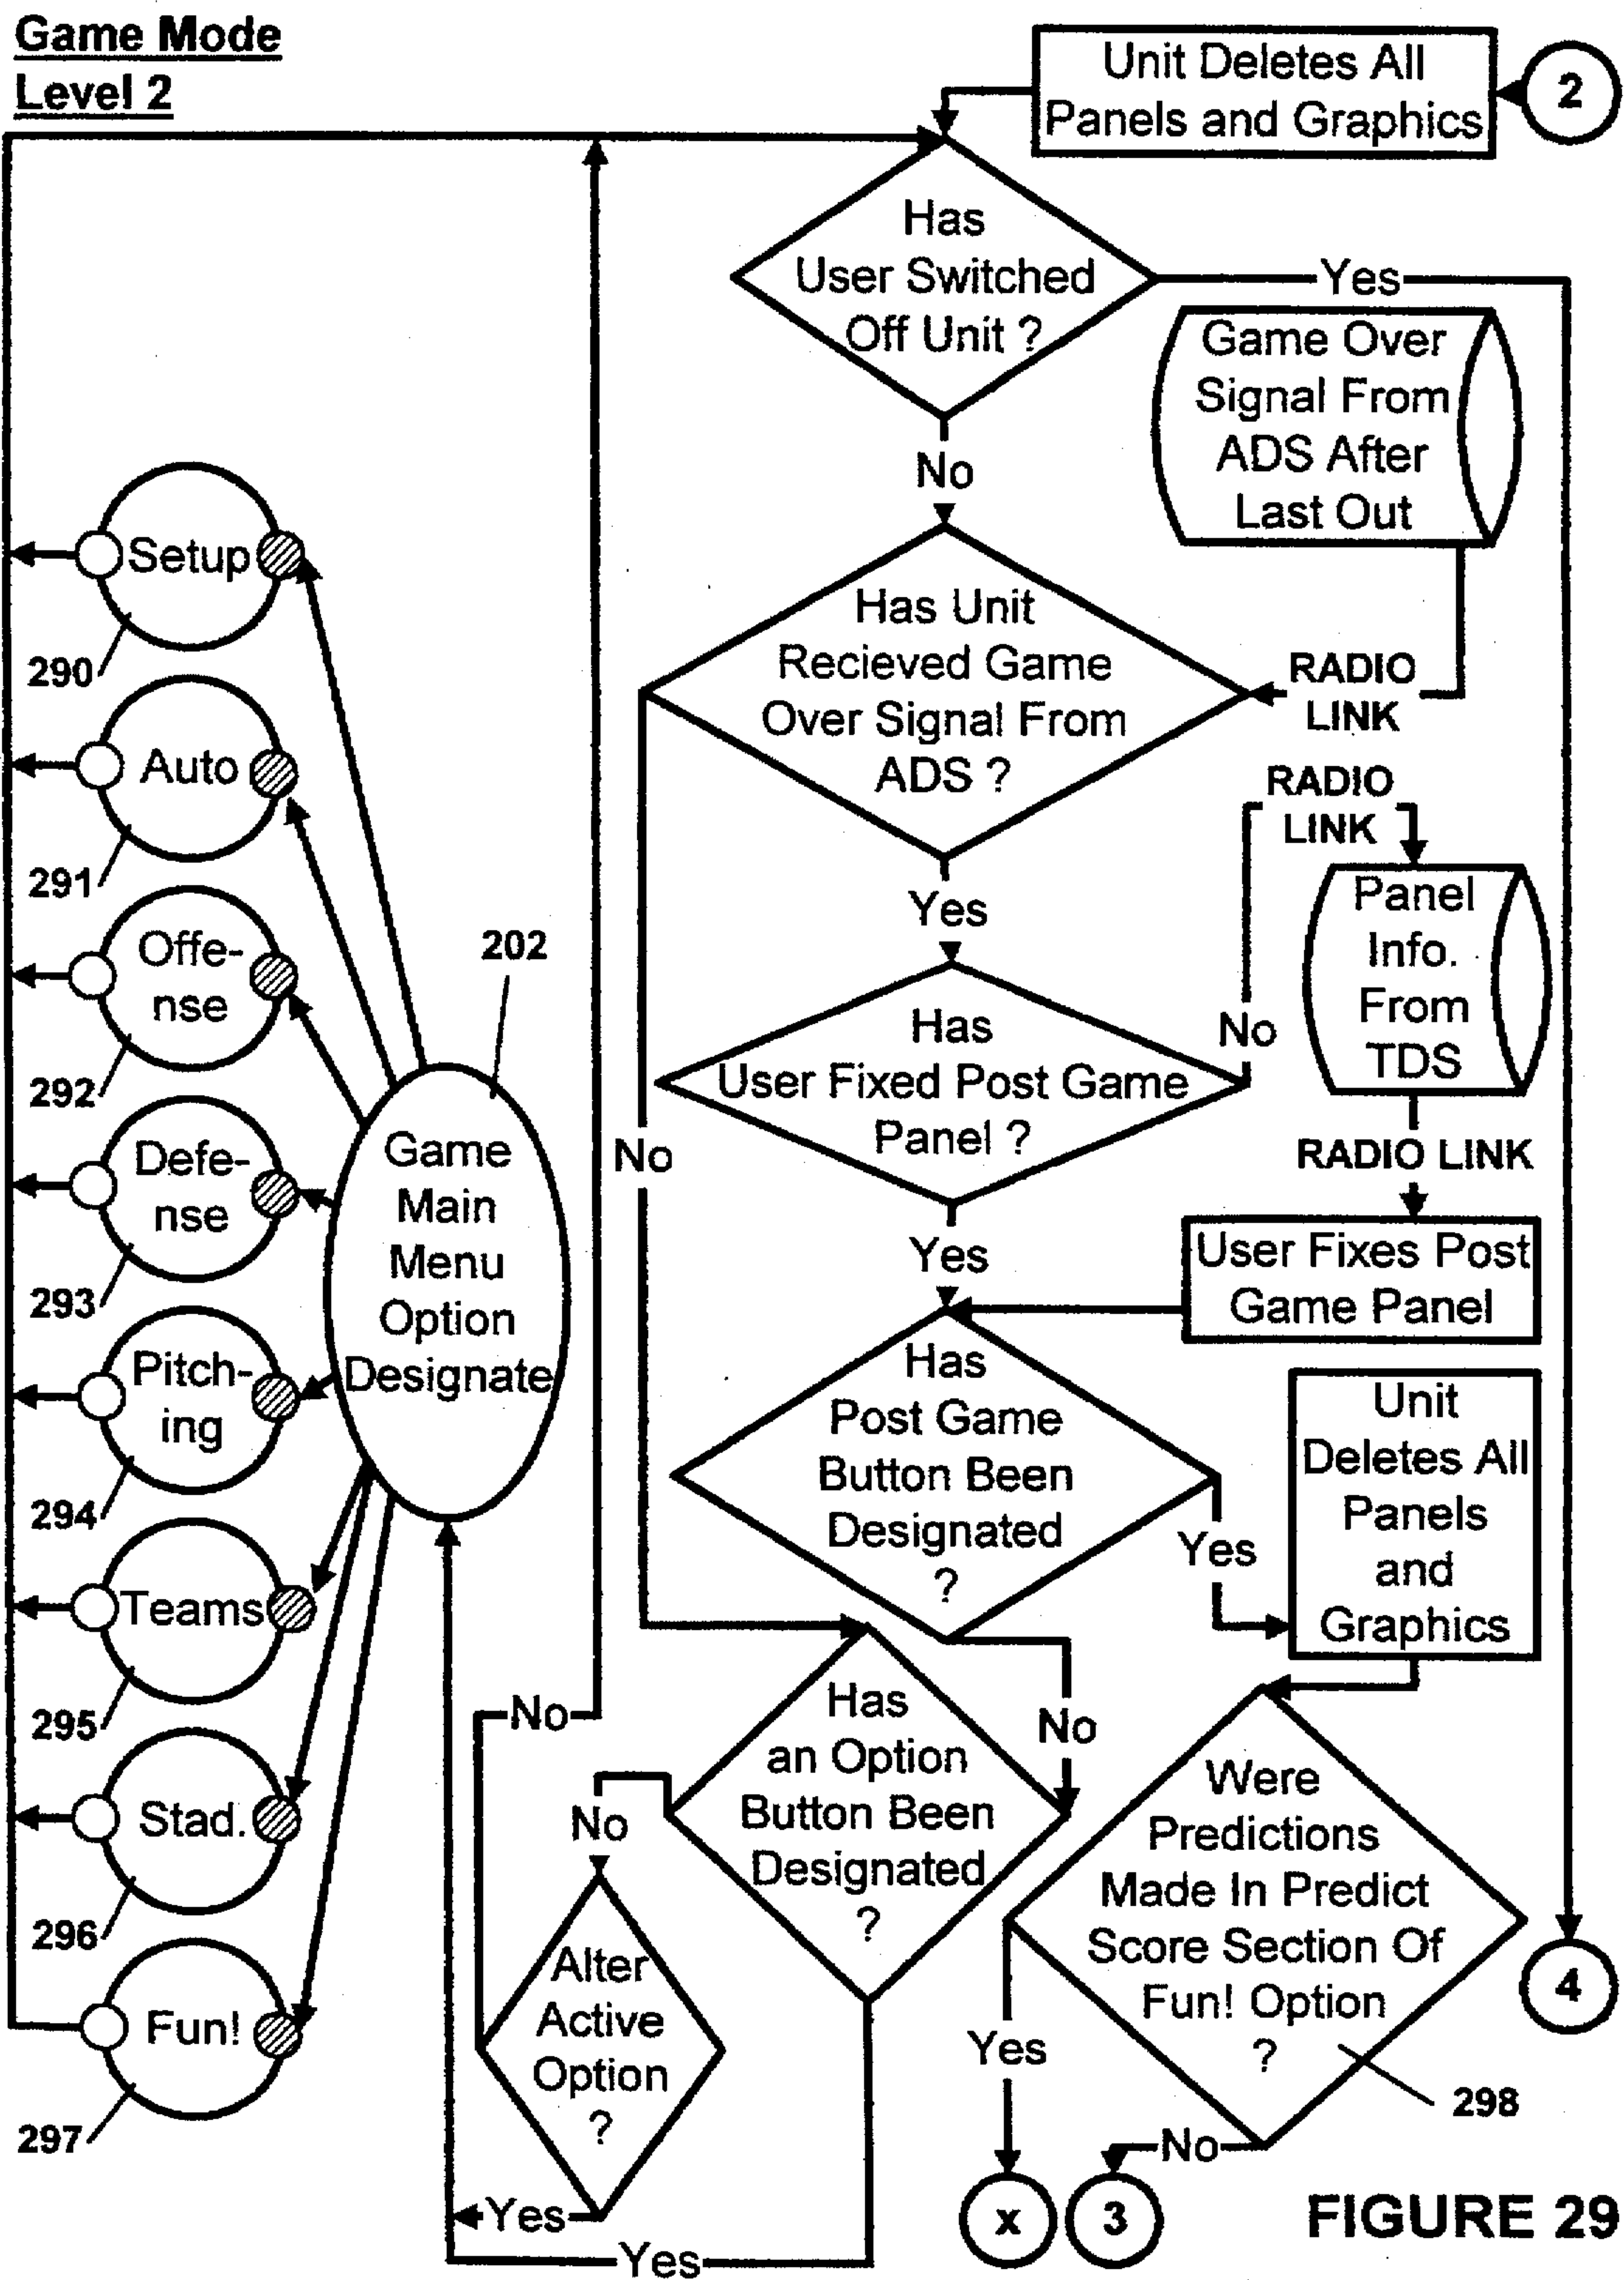 Game Mode
Level 2
Unit Deletes All
Panels and Graphics
2
Has
User Switched
Off Unit ?
Yes
No
Game Over
Signal From
ADS After
Last Out
RADIO
LINK
Has Unit
Recieved Game
Over Signal From
ADS ?
No
Yes
RADIO
LINK
Panel
Info.
From
TDS
RADIO LINK
Has
User Fixed Post Game
Panel ?
No
Yes
User Fixes Post
Game Panel
Has
Post Game
Button Been
Designated
?
Yes
No
Unit
Deletes All
Panels
and
Graphics
Has
an Option
Button Been
Designated
?
No
Yes
Alter
Active
Option
?
No
Yes
Were
Predictions
Made In Predict
Score Section Of
Fun! Option
?
298
Yes
No
x
3
4
Setup
290
Auto
291
Offe-
nse
292
Defe-
nse
293
Pitch-
ing
294
Teams
295
Stad.
296
Fun!
297
202
Game
Main
Menu
Option
Designate
FIGURE 29